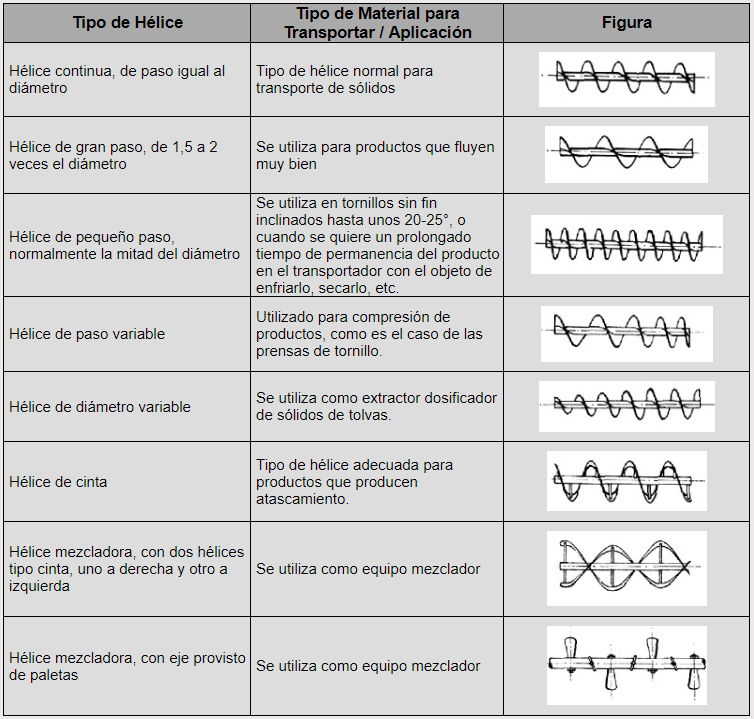 Tipo de Hélice
Tipo de Material para
Transportar / Aplicación
Figura
Hélice continua, de paso igual al
diámetro
Tipo de hélice normal para
transporte de sólidos
Hélice de gran paso, de 1,5 a 2
veces el diámetro
Se utiliza para productos que fluyen
muy bien
Hélice de pequeño paso,
normalmente la mitad del diámetro
Se utiliza en tornillos sin fin
inclinados hasta unos 20-25°, o
cuando se quiere un prolongado
tiempo de permanencia del producto
en el transportador con el objeto de
enfriarlo, secarlo, etc.
Hélice de paso variable
Utilizado para compresión de
productos, como es el caso de las
prensas de tornillo.
Hélice de diámetro variable
Se utiliza como extractor dosificador
de sólidos de tolvas.
Hélice de cinta
Tipo de hélice adecuada para
productos que producen
atascamiento.
Hélice mezcladora, con dos hélices
tipo cinta, uno a derecha y otro a
izquierda
Se utiliza como equipo mezclador
Hélice mezcladora, con eje provisto
de paletas
Se utiliza como equipo mezclador